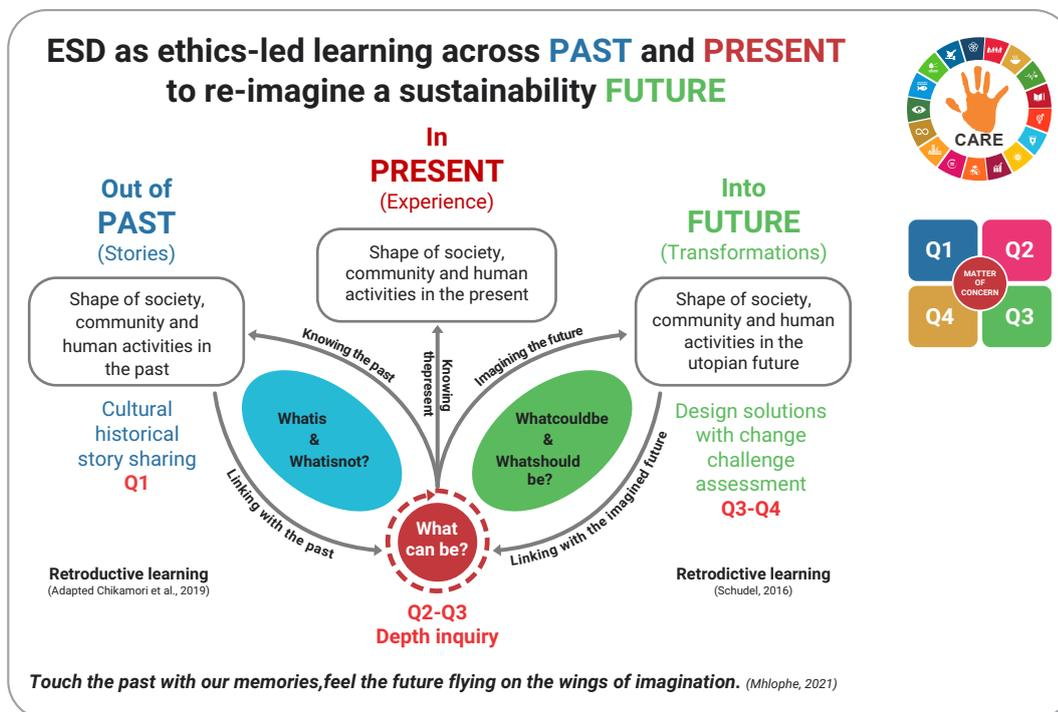 ESD as ethics-led learning across PAST and PRESENT
to re-imagine a sustainability FUTURE
CARE
Out of
PAST
(Stories)
In
PRESENT
(Experience)
Into
FUTURE
(Transformations)
Q1
Q2
MATTER
OF
CONCERN
Q4
Q3
Shape of society,
community and
human activities in
the past
Shape of society,
community and human
activities in the present
Shape of society,
community and human
activities in the
utopian future
Knowing the past
Knowing
thepresent
Imagining the future
Cultural
historical
story sharing
Q1
Whatis
&
Whatisnot?
Whatcouldbe
&
Whatshould
be?
Design solutions
with change
challenge
assessment
Q3-Q4
Linking with the past
What
can be?
Linking with the imagined future
Retroductive learning
(Adapted Chikamori et al., 2019)
Retrodictive learning
(Schudel, 2016)
Q2-Q3
Depth inquiry
Touch the past with our memories,feel the future flying on the wings of imagination. (Mhlophe, 2021)